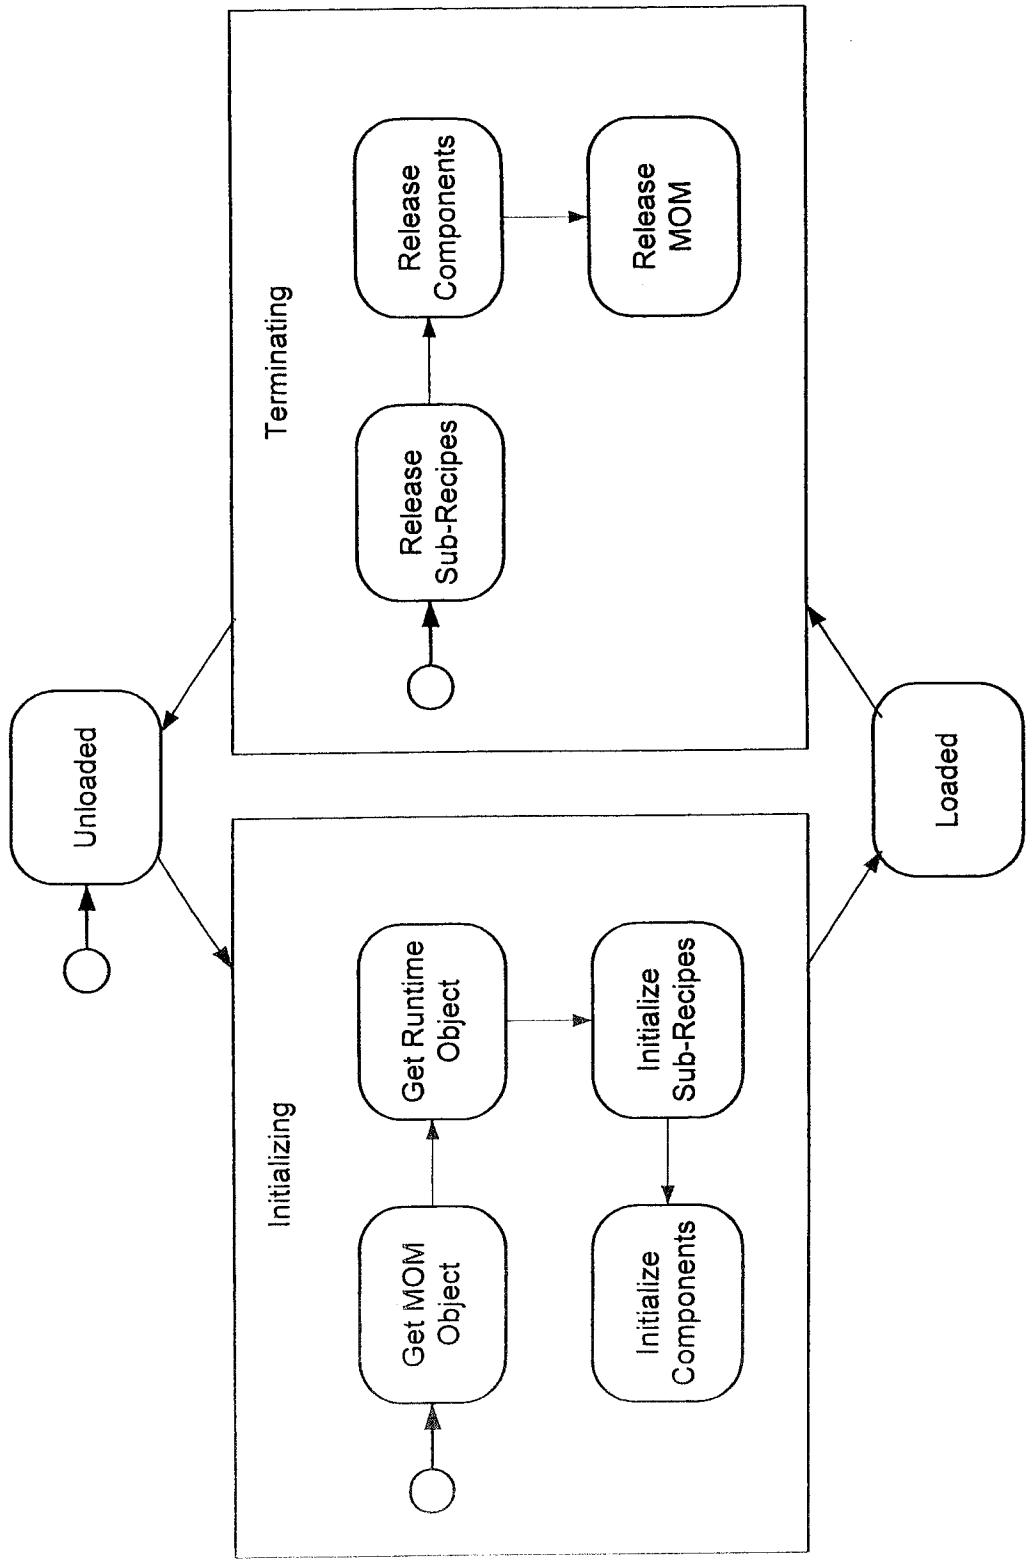 Unloaded
Initializing
Get MOM
Object
Get Runtime
Object
Initialize
Components
Initialize
Sub-Recipes
Terminating
Release
Sub-Recipes
Release
Components
Release
MOM
Loaded